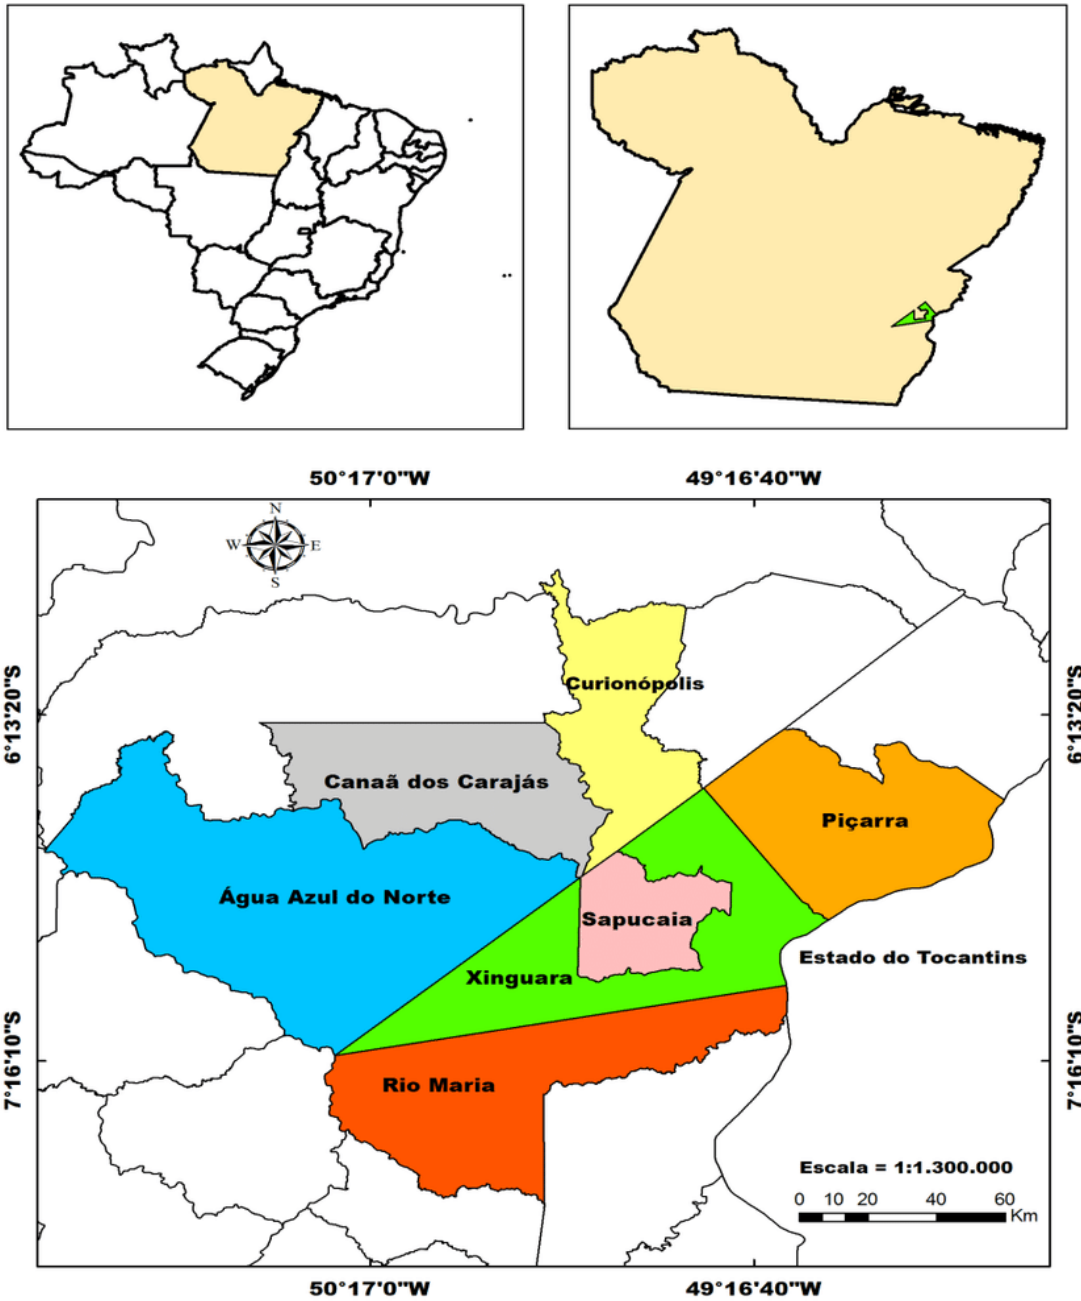 50°17'0"W
49°16'40"W
N
W
E
S
6°13'20"S
6°13'20"S
Curionópolis
Canaã dos Carajás
Piçarra
Água Azul do Norte
Sapucaia
Xinguara
Estado do Tocantins
7°16'10"S
7°16'10"S
Rio Maria
Escala = 1:1.300.000
0 10 20 40 60
Km
50°17'0"W
49°16'40"W